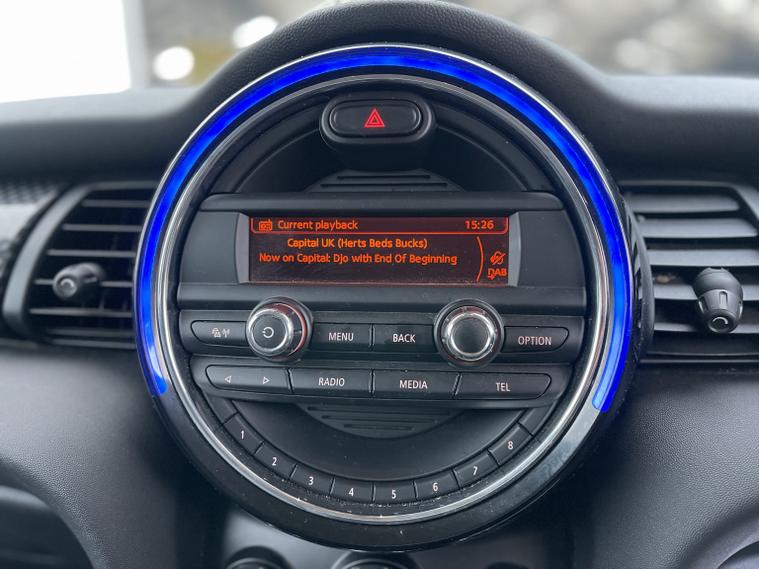 Current playback 15:26
Capital UK (Herts Beds Bucks)
Now on Capital: Djo with End Of Beginning
DAB
MENU BACK OPTION
RADIO MEDIA TEL
1 2 3 4 5 6 7 8